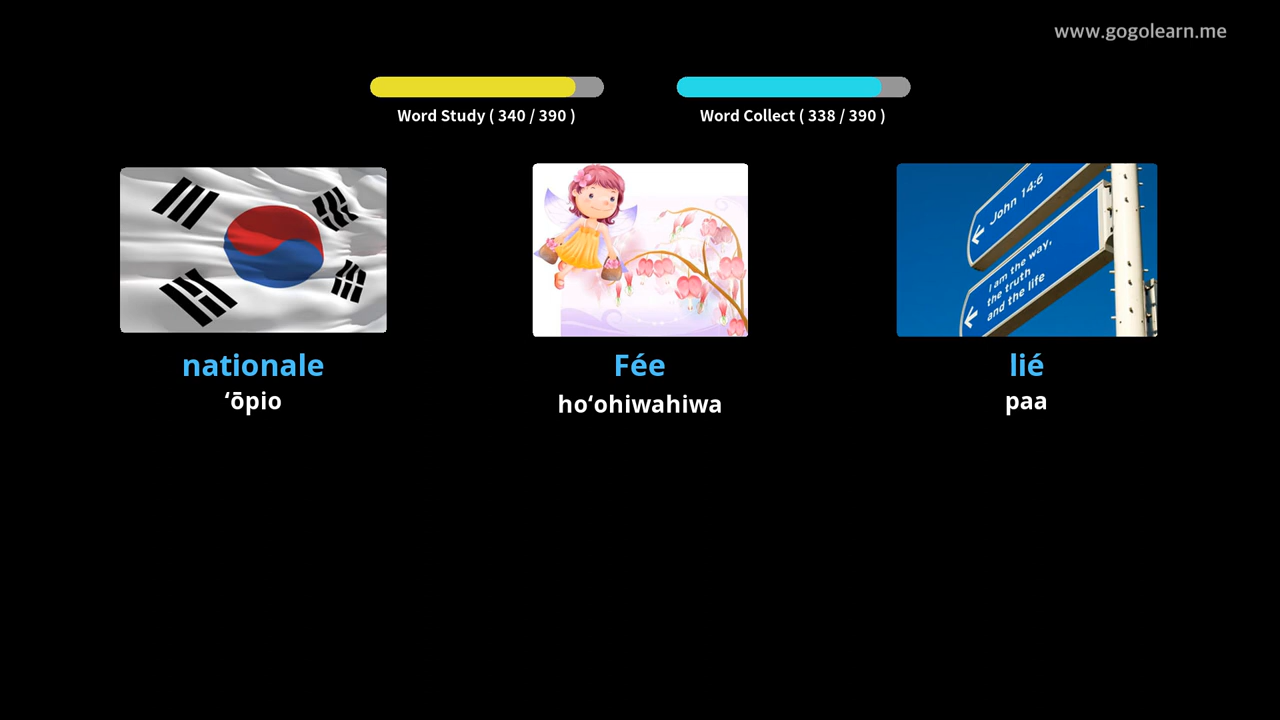 www.gogolearn.me
Word Study ( 340 / 390 )
Word Collect ( 338 / 390 )
John 14:6
I am the way,
the truth
and the life
nationale
Fée
lié
ʻōpio
hoʻohiwahiwa
paa